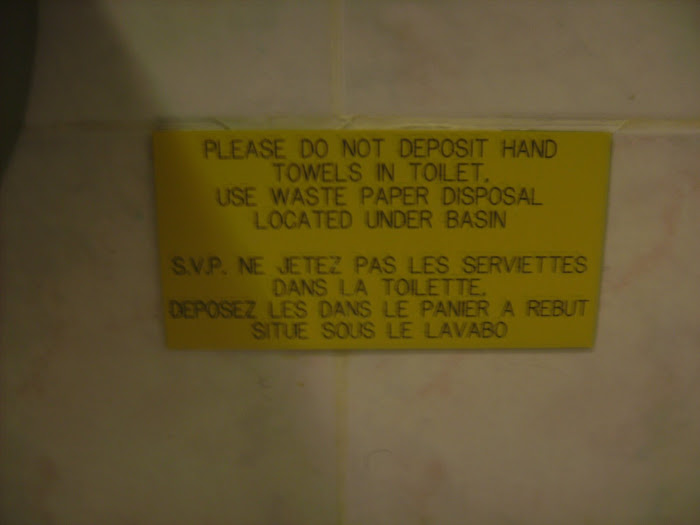 PLEASE DO NOT DEPOSIT HAND
TOWELS IN TOILET.
USE WASTE PAPER DISPOSAL
LOCATED UNDER BASIN
S.V.P. NE JETEZ PAS LES SERVIETTES
DANS LA TOILETTE.
DEPOSEZ LES DANS LE PANIER A REBUT
SITUE SOUS LE LAVABO